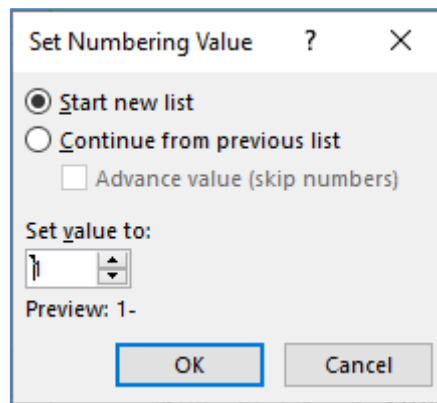 Set Numbering Value ? ×
Start new list
Continue from previous list
Advance value (skip numbers)
Set value to:
1
Preview: 1-
OK Cancel